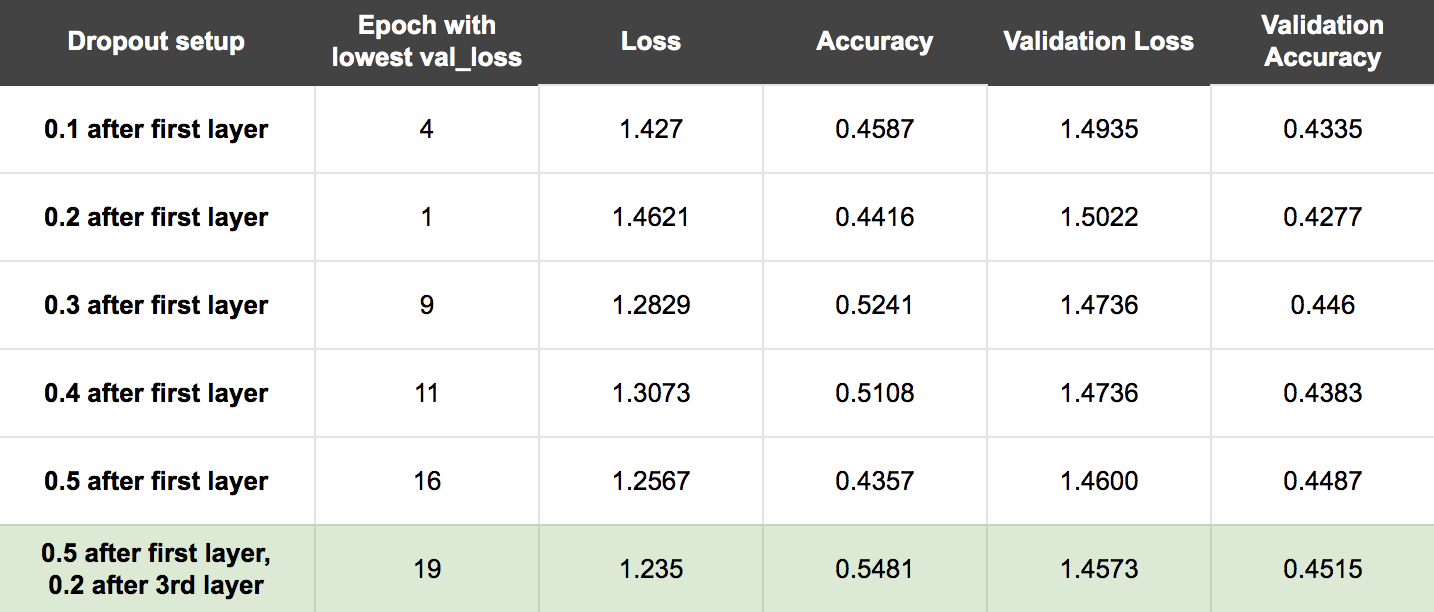 Dropout setup Epoch with lowest val_loss Loss Accuracy Validation Loss Validation Accuracy
0.1 after first layer 4 1.427 0.4587 1.4935 0.4335
0.2 after first layer 1 1.4621 0.4416 1.5022 0.4277
0.3 after first layer 9 1.2829 0.5241 1.4736 0.446
0.4 after first layer 11 1.3073 0.5108 1.4736 0.4383
0.5 after first layer 16 1.2567 0.4357 1.4600 0.4487
0.5 after first layer, 0.2 after 3rd layer 19 1.235 0.5481 1.4573 0.4515